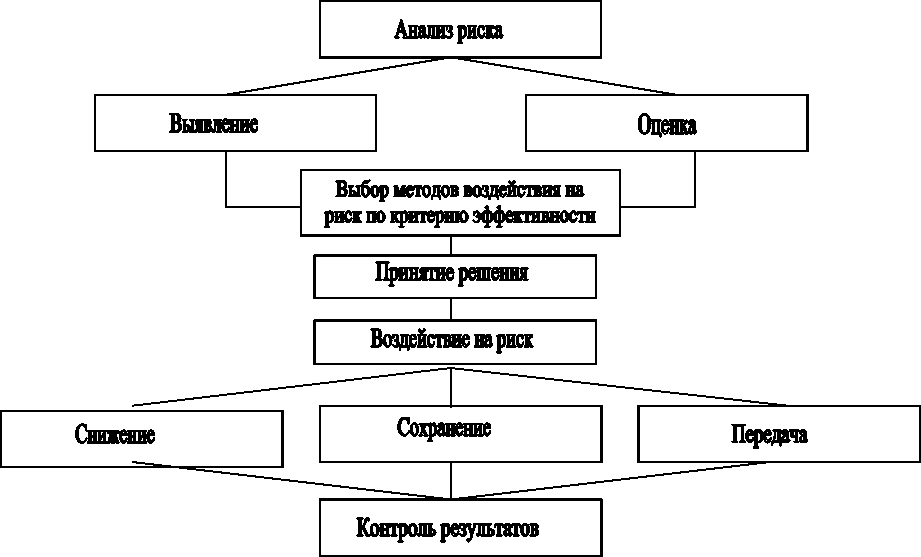 Анализ риска
Выявление
Оценка
Выбор методов воздействия на
риск по критерию эффективности
Принятие решения
Воздействие на риск
Снижение
Сохранение
Передача
Контроль результатов